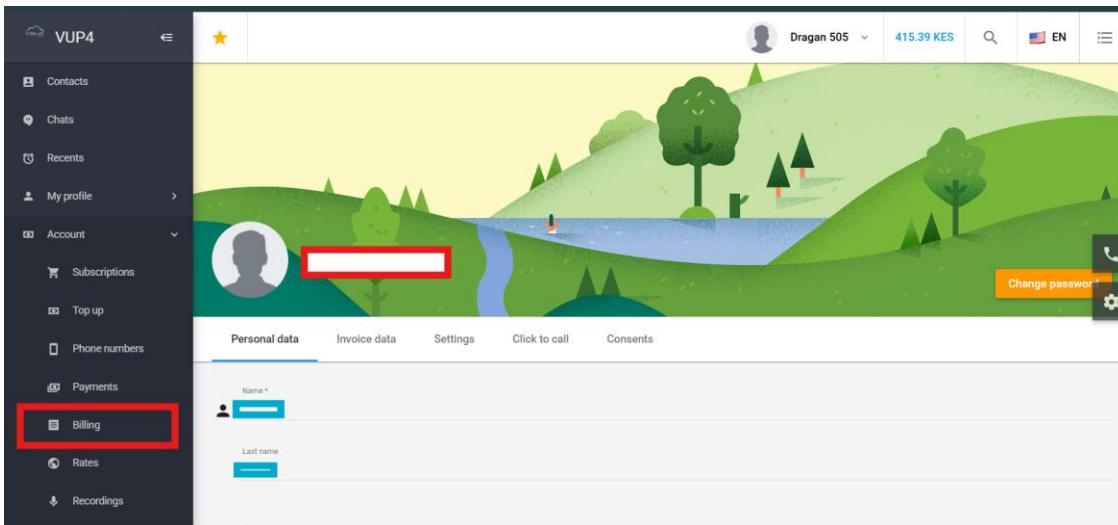 VUP4
Dragan 505
415.39 KES
EN
Contacts
Chats
Recents
My profile
Account
Subscriptions
Top up
Phone numbers
Payments
Billing
Rates
Recordings
Change password
Personal data
Invoice data
Settings
Click to call
Consents
Name *
Last name